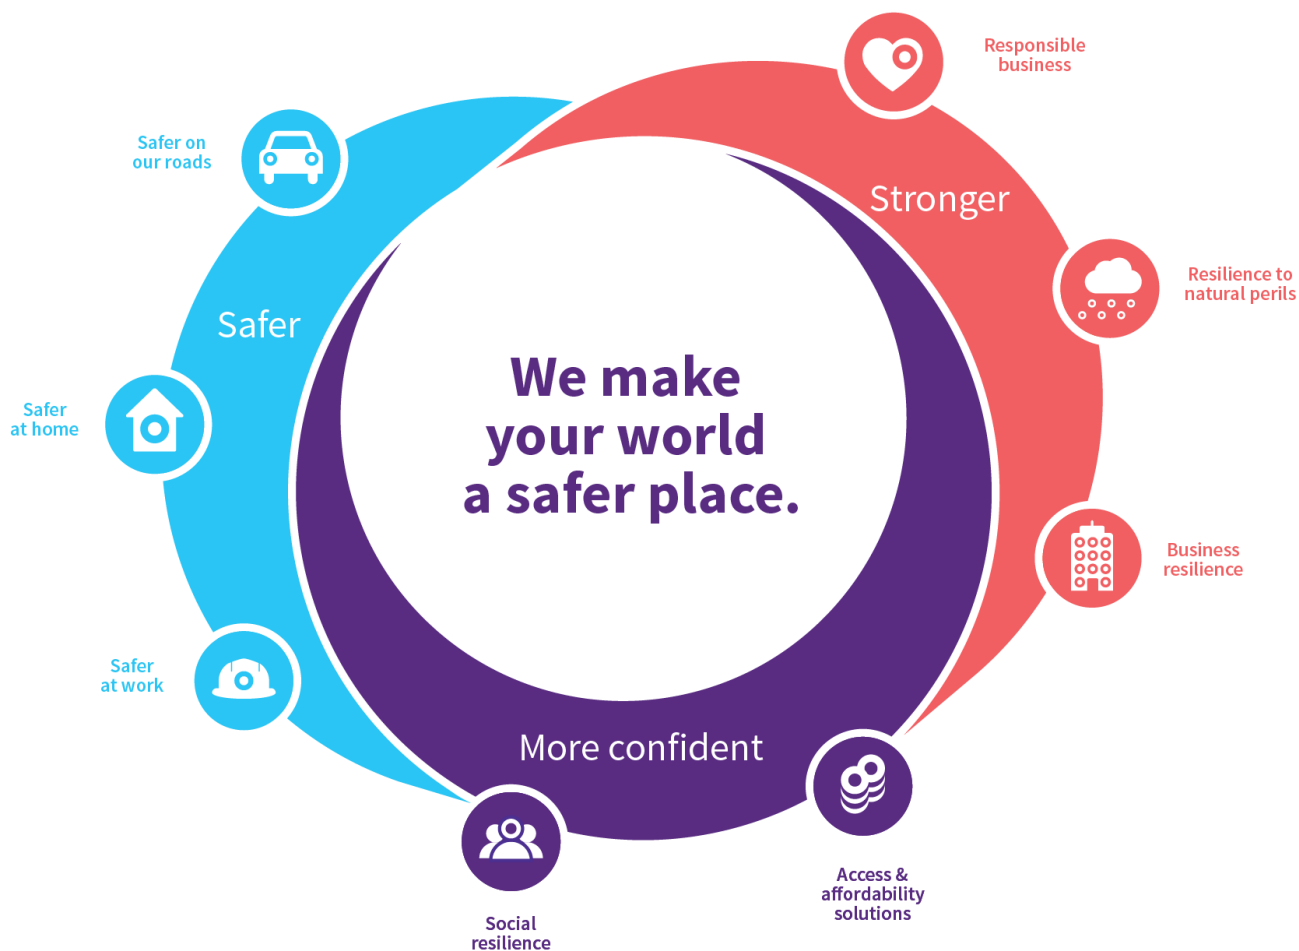 Responsible
business
Safer on
our roads
Stronger
Resilience to
natural perils
Safer
We make
your world
a safer place.
Safer
at home
Business
resilience
Safer
at work
More confident
Access &
affordability
solutions
Social
resilience